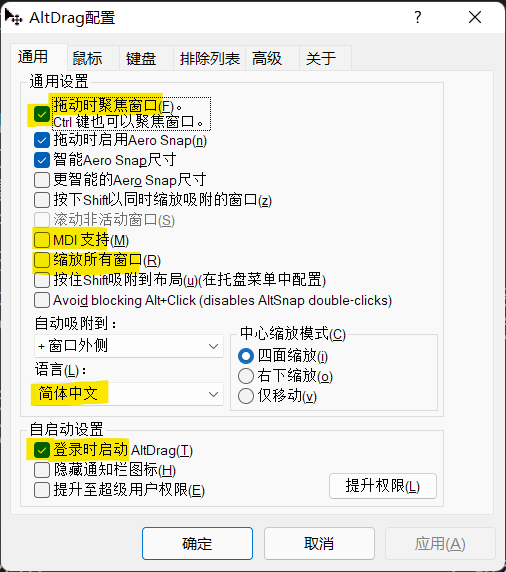 AltDrag配置
通用 鼠标 键盘 排除列表 高级 关于
通用设置
拖动时聚焦窗口(F)。
Ctrl 键也可以聚焦窗口。
拖动时启用Aero Snap(n)
智能Aero Snap尺寸
更智能的Aero Snap尺寸
按下Shift以同时缩放吸附的窗口(z)
滚动非活动窗口(S)
MDI 支持(M)
缩放所有窗口(R)
按住Shift吸附到布局(u)(在托盘菜单中配置)
Avoid blocking Alt+Click (disables AltSnap double-clicks)
自动吸附到：
+ 窗口外侧
语言(L)：
简体中文
中心缩放模式(C)
四面缩放(i)
右下缩放(o)
仅移动(v)
自启动设置
登录时启动 AltDrag(T)
隐藏通知栏图标(H)
提升至超级用户权限(E)
提升权限(L)
确定 取消 应用(A)